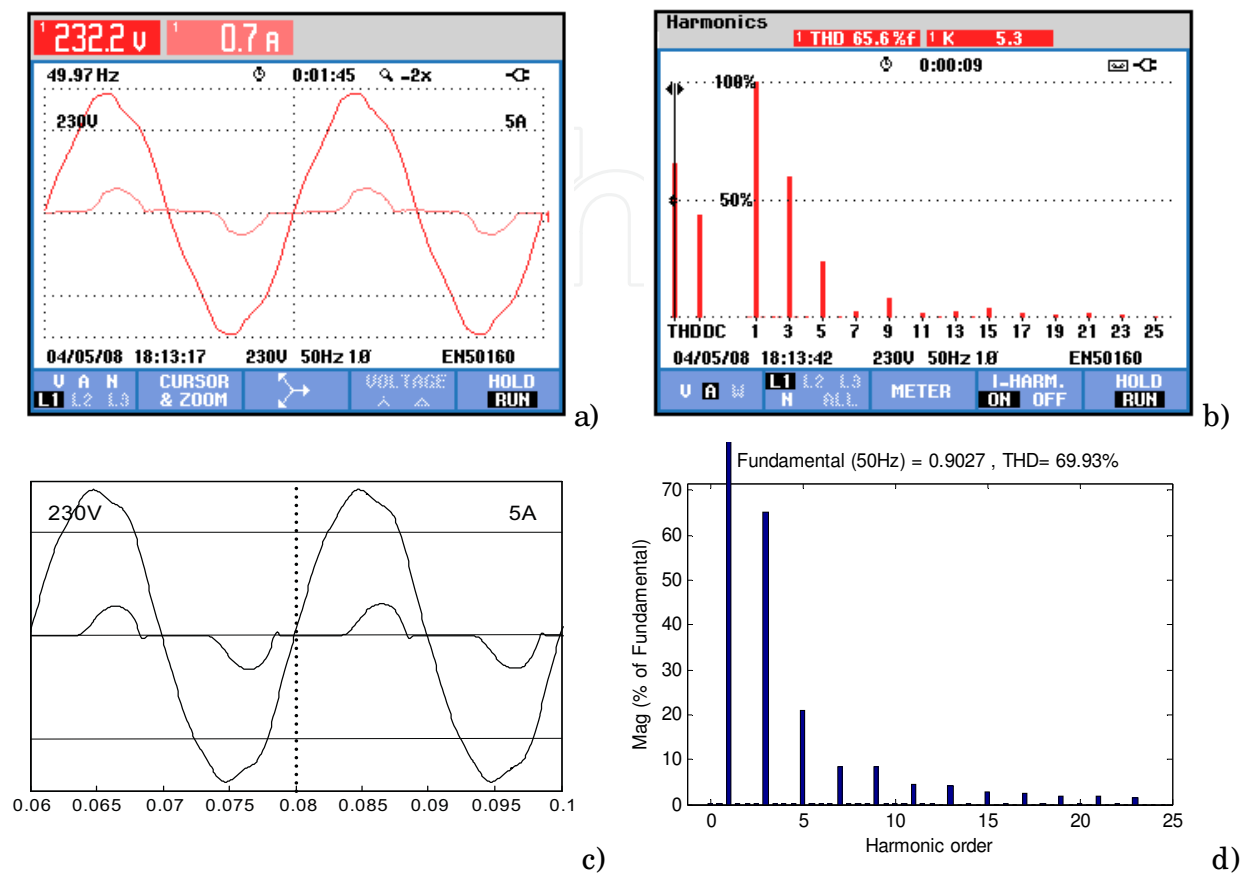 1 232.2 V 1 0.7 A
49.97 Hz 0:01:45 -2x
230V 5A
1
04/05/08 18:13:17 230V 50Hz 1Ø EN50160
V A N CURSOR VOLTAGE HOLD
L1 L2 L3 & ZOOM RUN
a)
Harmonics
1 THD 65.6 %f 1 K 5.3
0:00:09
100%
50%
THD DC 1 3 5 7 9 11 13 15 17 19 21 23 25
04/05/08 18:13:42 230V 50Hz 1Ø EN50160
V A W L1 L2 L3 METER I-HARM. HOLD
N ALL ON OFF RUN
b)
230V 5A
0.06 0.065 0.07 0.075 0.08 0.085 0.09 0.095 0.1
c)
Fundamental (50Hz) = 0.9027 , THD= 69.93%
70
60
50
40
30
20
10
0
Mag (% of Fundamental)
0 5 10 15 20 25
Harmonic order
d)